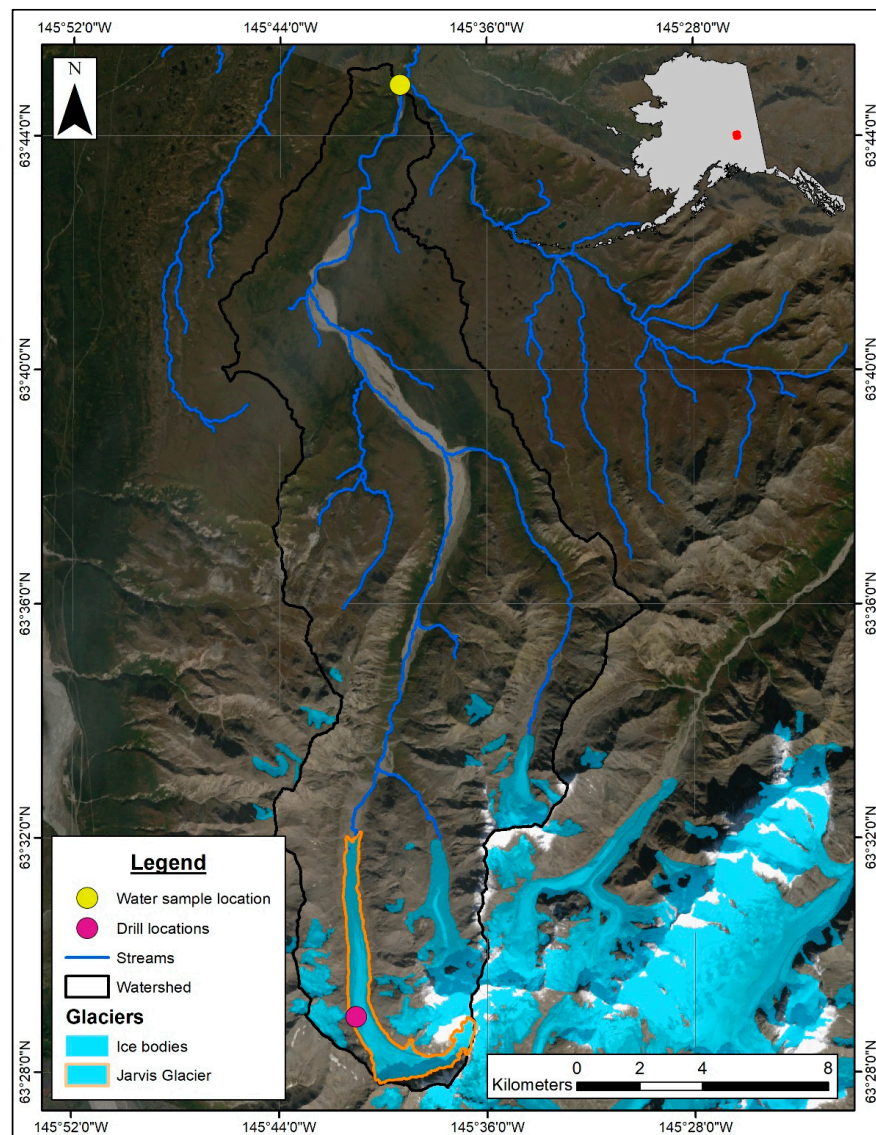 145°52'0"W 145°44'0"W 145°36'0"W 145°28'0"W
N
63°44'0"N 63°44'0"N
63°40'0"N 63°40'0"N
63°36'0"N 63°36'0"N
63°32'0"N 63°32'0"N
Legend
Water sample location
Drill locations
Streams
Watershed
Glaciers
Ice bodies
Jarvis Glacier
Kilometers 0 2 4 8
63°28'0"N 63°28'0"N
145°52'0"W 145°44'0"W 145°36'0"W 145°28'0"W